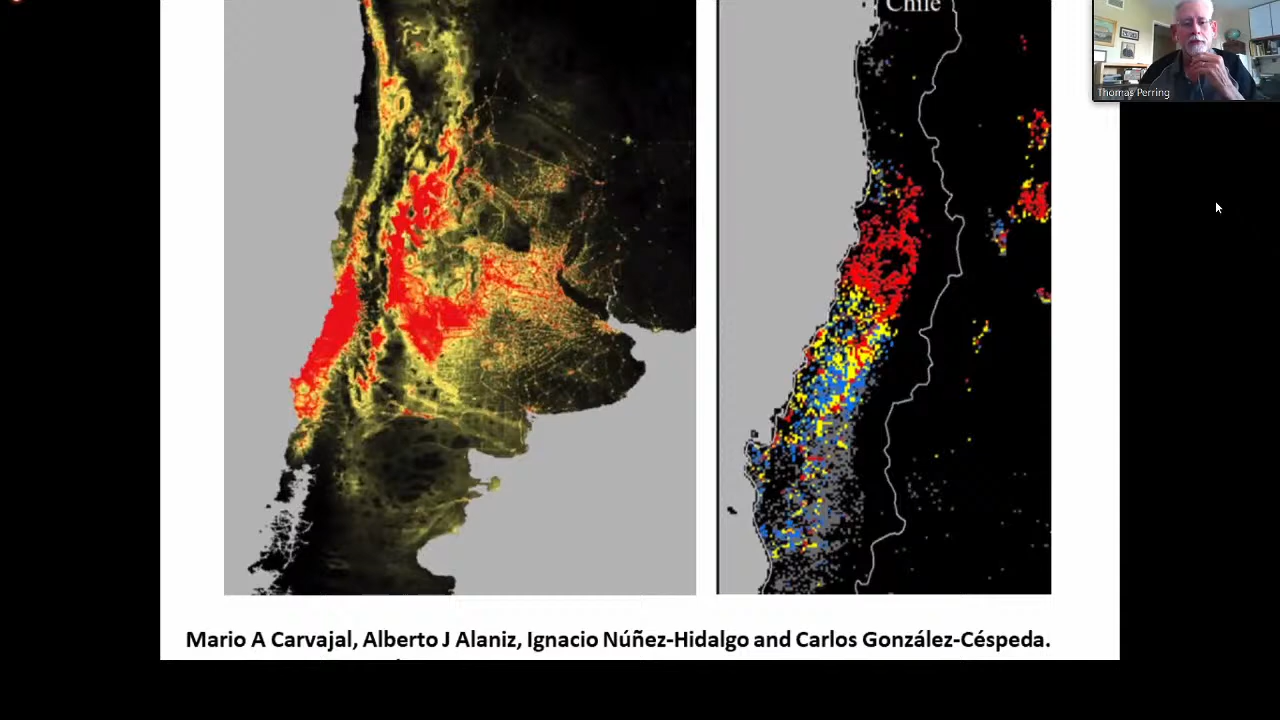 Chile
Thomas Perring
Mario A Carvajal, Alberto J Alaniz, Ignacio Núñez-Hidalgo and Carlos González-Céspeda.